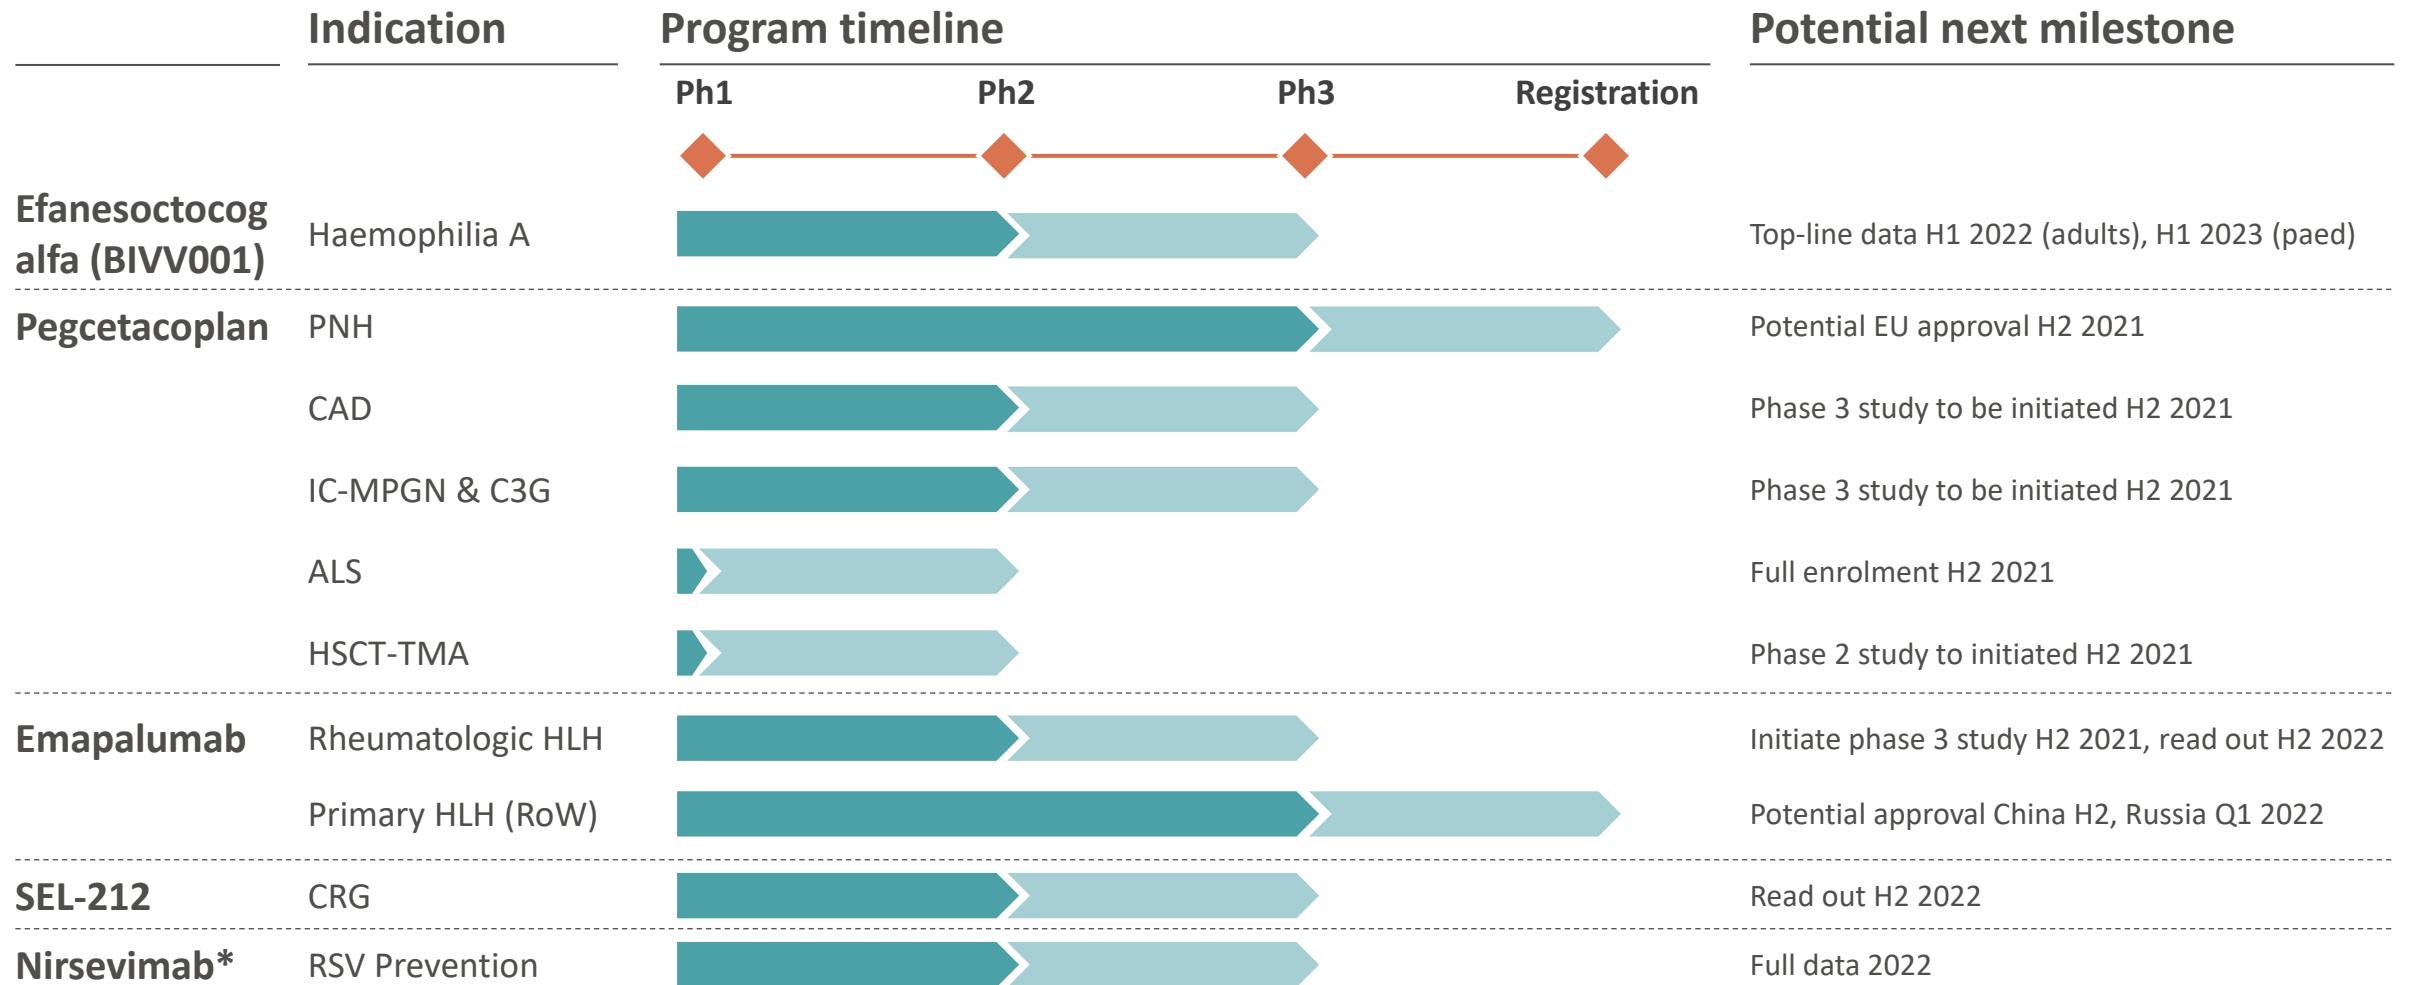 Indication
Program timeline
Potential next milestone
Ph1
Ph2
Ph3
Registration
Efanesoctocog
alfa (BIVV001)
Haemophilia A
Top-line data H1 2022 (adults), H1 2023 (paed)
Pegcetacoplan
PNH
Potential EU approval H2 2021
CAD
Phase 3 study to be initiated H2 2021
IC-MPGN & C3G
Phase 3 study to be initiated H2 2021
ALS
Full enrolment H2 2021
HSCT-TMA
Phase 2 study to initiated H2 2021
Emapalumab
Rheumatologic HLH
Initiate phase 3 study H2 2021, read out H2 2022
Primary HLH (RoW)
Potential approval China H2, Russia Q1 2022
SEL-212
CRG
Read out H2 2022
Nirsevimab*
RSV Prevention
Full data 2022